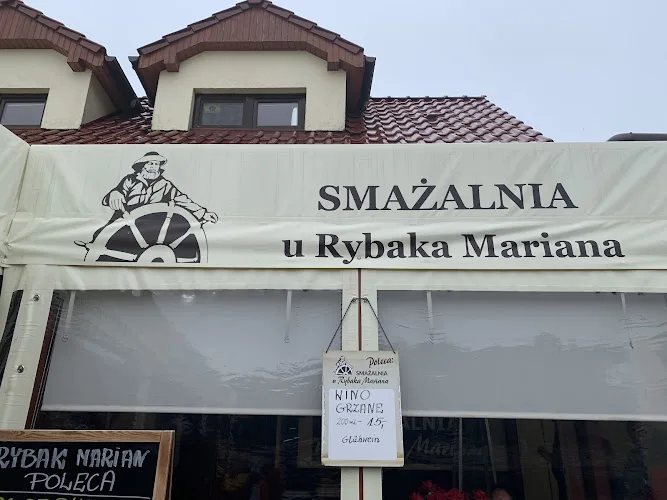 SMAŻALNIA
u Rybaka Mariana
Poleca:
SMAŻALNIA
u Rybaka Mariana
WINO
GRZANE
200ml - 15,-
Glühwein
RYBAK MARIAN
POLECA